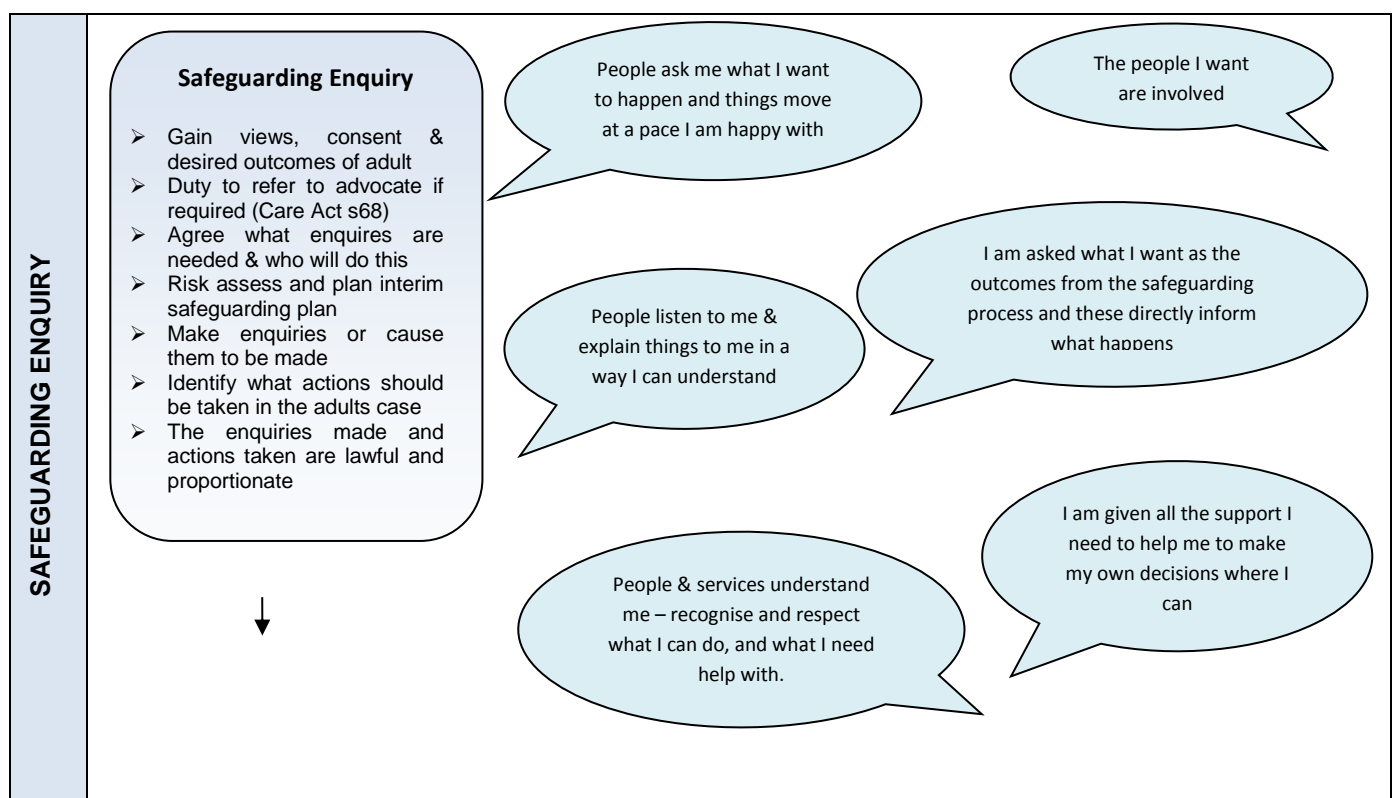 SAFEGUARDING ENQUIRY
Safeguarding Enquiry
➢ Gain views, consent &
desired outcomes of adult
➢ Duty to refer to advocate if
required (Care Act s68)
➢ Agree what enquires are
needed & who will do this
➢ Risk assess and plan interim
safeguarding plan
➢ Make enquiries or cause
them to be made
➢ Identify what actions should
be taken in the adults case
➢ The enquiries made and
actions taken are lawful and
proportionate
People ask me what I want
to happen and things move
at a pace I am happy with
The people I want
are involved
People listen to me &
explain things to me in a
way I can understand
I am asked what I want as the
outcomes from the safeguarding
process and these directly inform
what happens
People & services understand
me – recognise and respect
what I can do, and what I need
help with.
I am given all the support I
need to help me to make
my own decisions where I
can